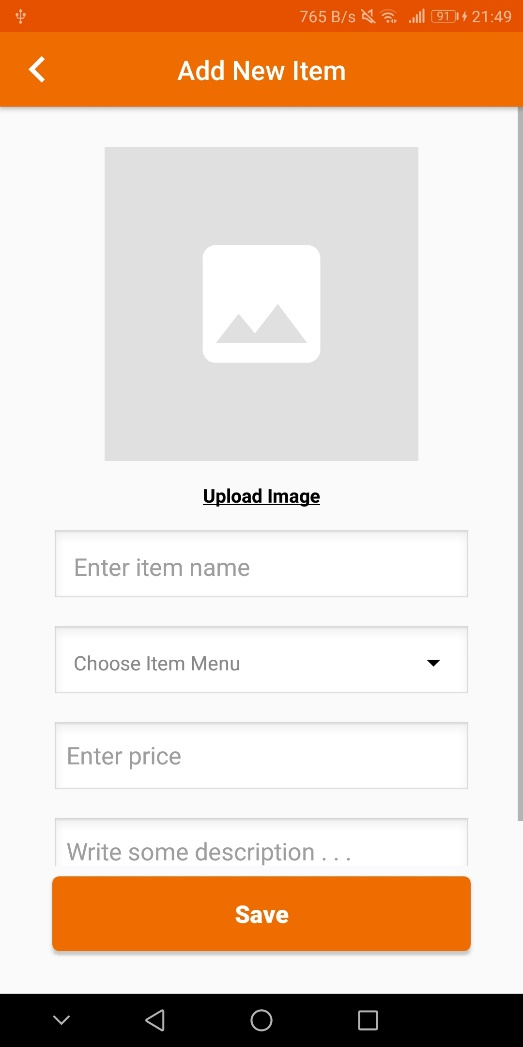 765 B/s 91 21:49
Add New Item
Upload Image
Enter item name
Choose Item Menu
Enter price
Write some description . . .
Save